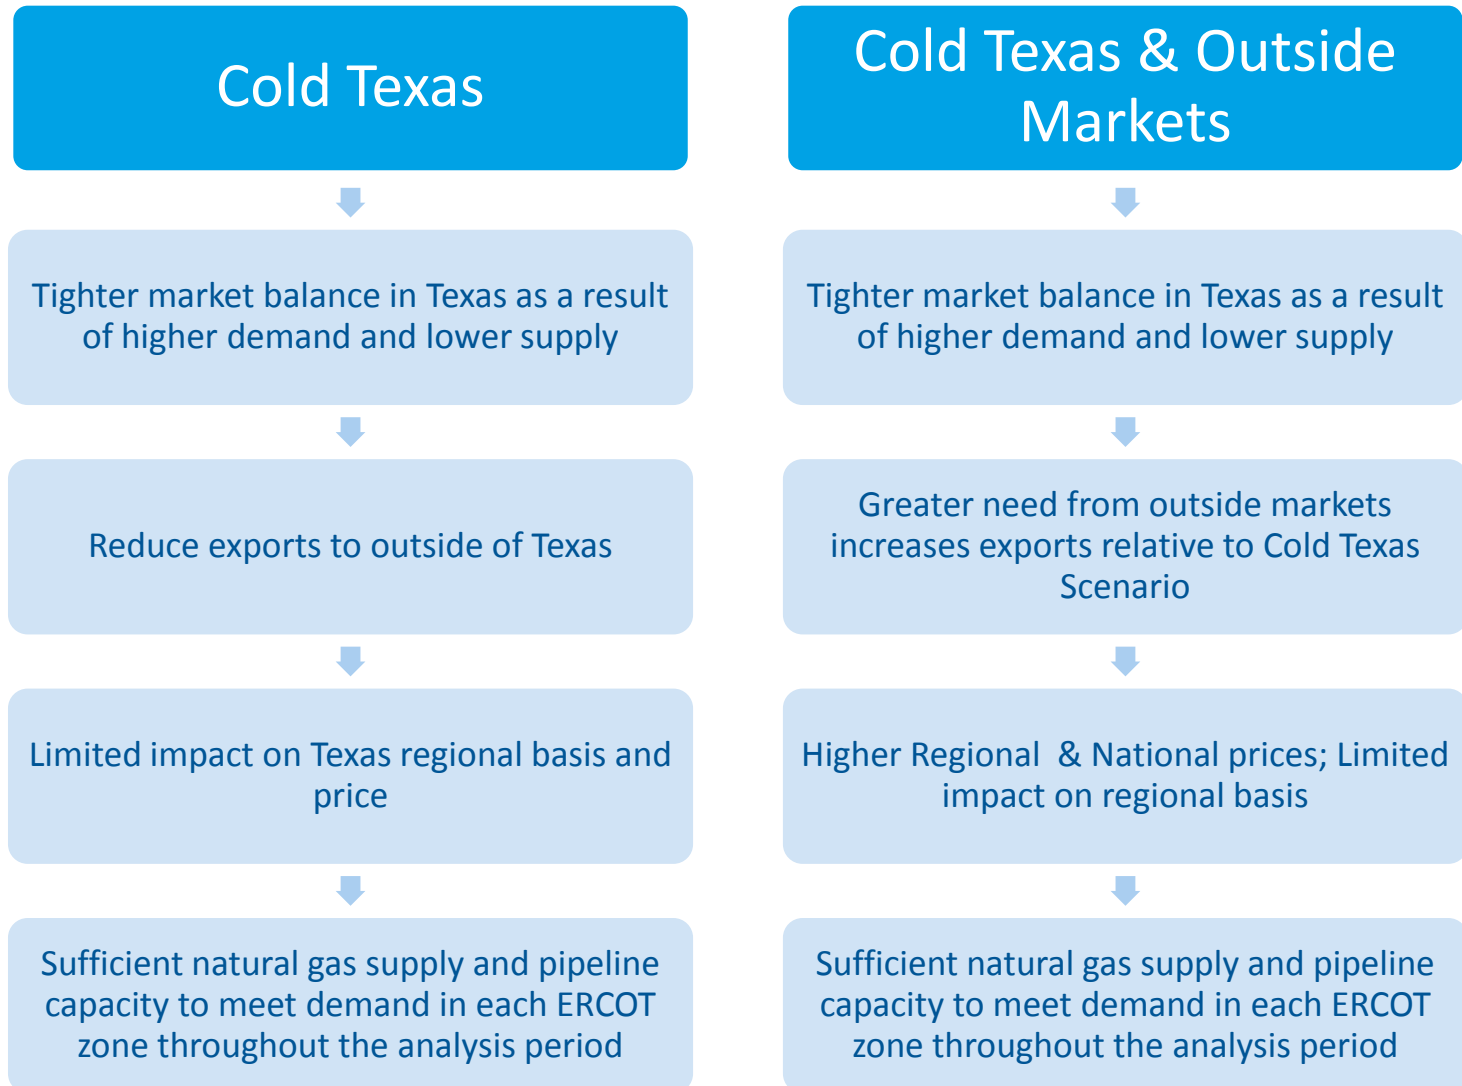 Cold Texas
Tighter market balance in Texas as a result
of higher demand and lower supply
Reduce exports to outside of Texas
Limited impact on Texas regional basis and
price
Sufficient natural gas supply and pipeline
capacity to meet demand in each ERCOT
zone throughout the analysis period
Cold Texas & Outside
Markets
Tighter market balance in Texas as a result
of higher demand and lower supply
Greater need from outside markets
increases exports relative to Cold Texas
Scenario
Higher Regional  & National prices; Limited
impact on regional basis
Sufficient natural gas supply and pipeline
capacity to meet demand in each ERCOT
zone throughout the analysis period